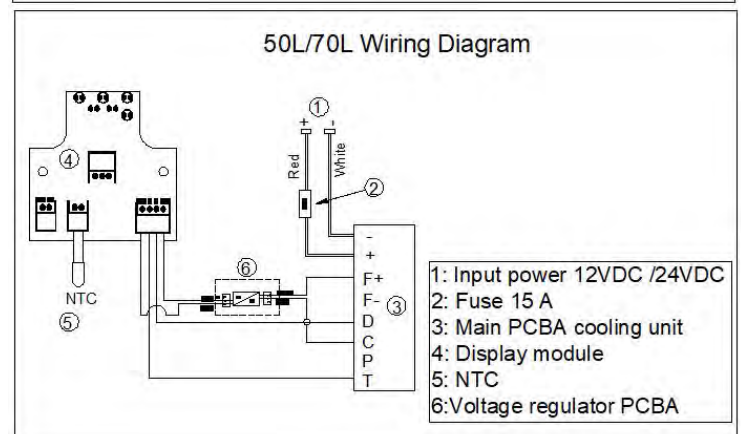 50L/70L Wiring Diagram
1
+ -
4
Red
White
2
-
+
6
F+
F-
3
D
C
P
T
NTC
5
1: Input power 12VDC /24VDC
2: Fuse 15 A
3: Main PCBA cooling unit
4: Display module
5: NTC
6:Voltage regulator PCBA